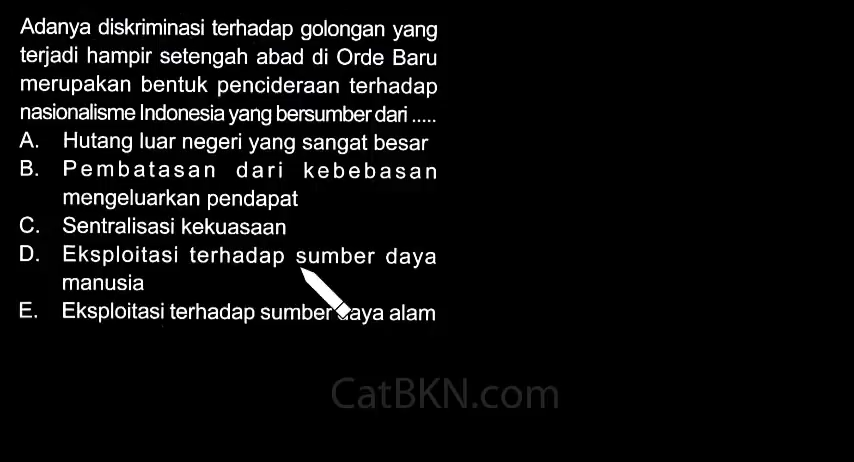 Adanya diskriminasi terhadap golongan yang
terjadi hampir setengah abad di Orde Baru
merupakan bentuk pencideraan terhadap
nasionalisme Indonesia yang bersumber dari .....
A. Hutang luar negeri yang sangat besar
B. Pembatasan dari kebebasan
mengeluarkan pendapat
C. Sentralisasi kekuasaan
D. Eksploitasi terhadap sumber daya
manusia
E. Eksploitasi terhadap sumber daya alam
CatBKN.com